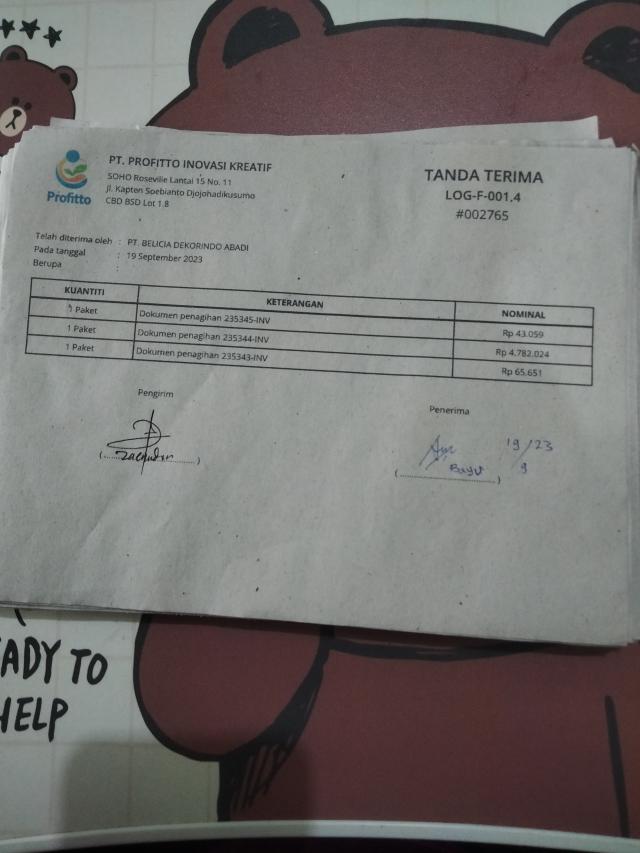 Profitto
PT. PROFITTO INOVASI KREATIF
SOHO Roseville Lantai 15 No. 11
Jl. Kapten Soebianto Djojohadikusumo
CBD BSD Lot 1.8
TANDA TERIMA
LOG-F-001.4
#002765
Telah diterima oleh : PT. BELICIA DEKORINDO ABADI
Pada tanggal : 19 September 2023
Berupa :
KUANTITI KETERANGAN NOMINAL
1 Paket Dokumen penagihan 235345-INV Rp 43.059
1 Paket Dokumen penagihan 235344-INV Rp 4.782.024
1 Paket Dokumen penagihan 235343-INV Rp 65.651
Pengirim Penerima
Bayu 19/23
9
ADY TO
HELP